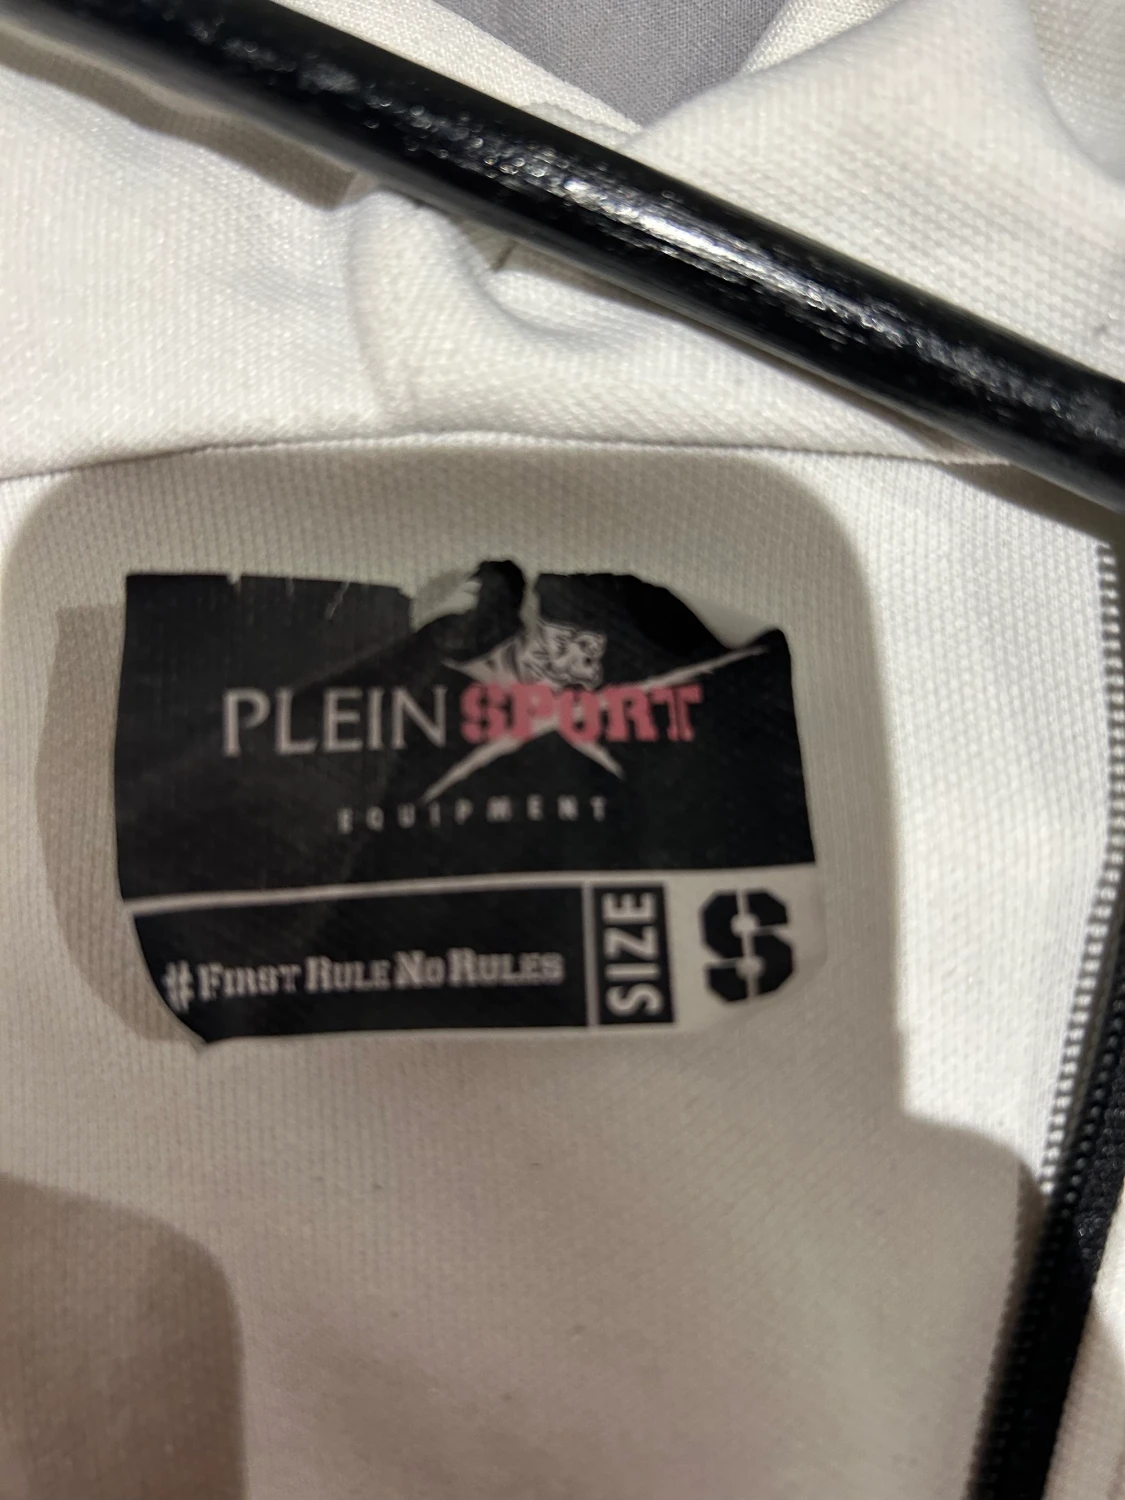 PLEIN SPORT
EQUIPMENT
#FIRST RULE NO RULES
SIZE
S